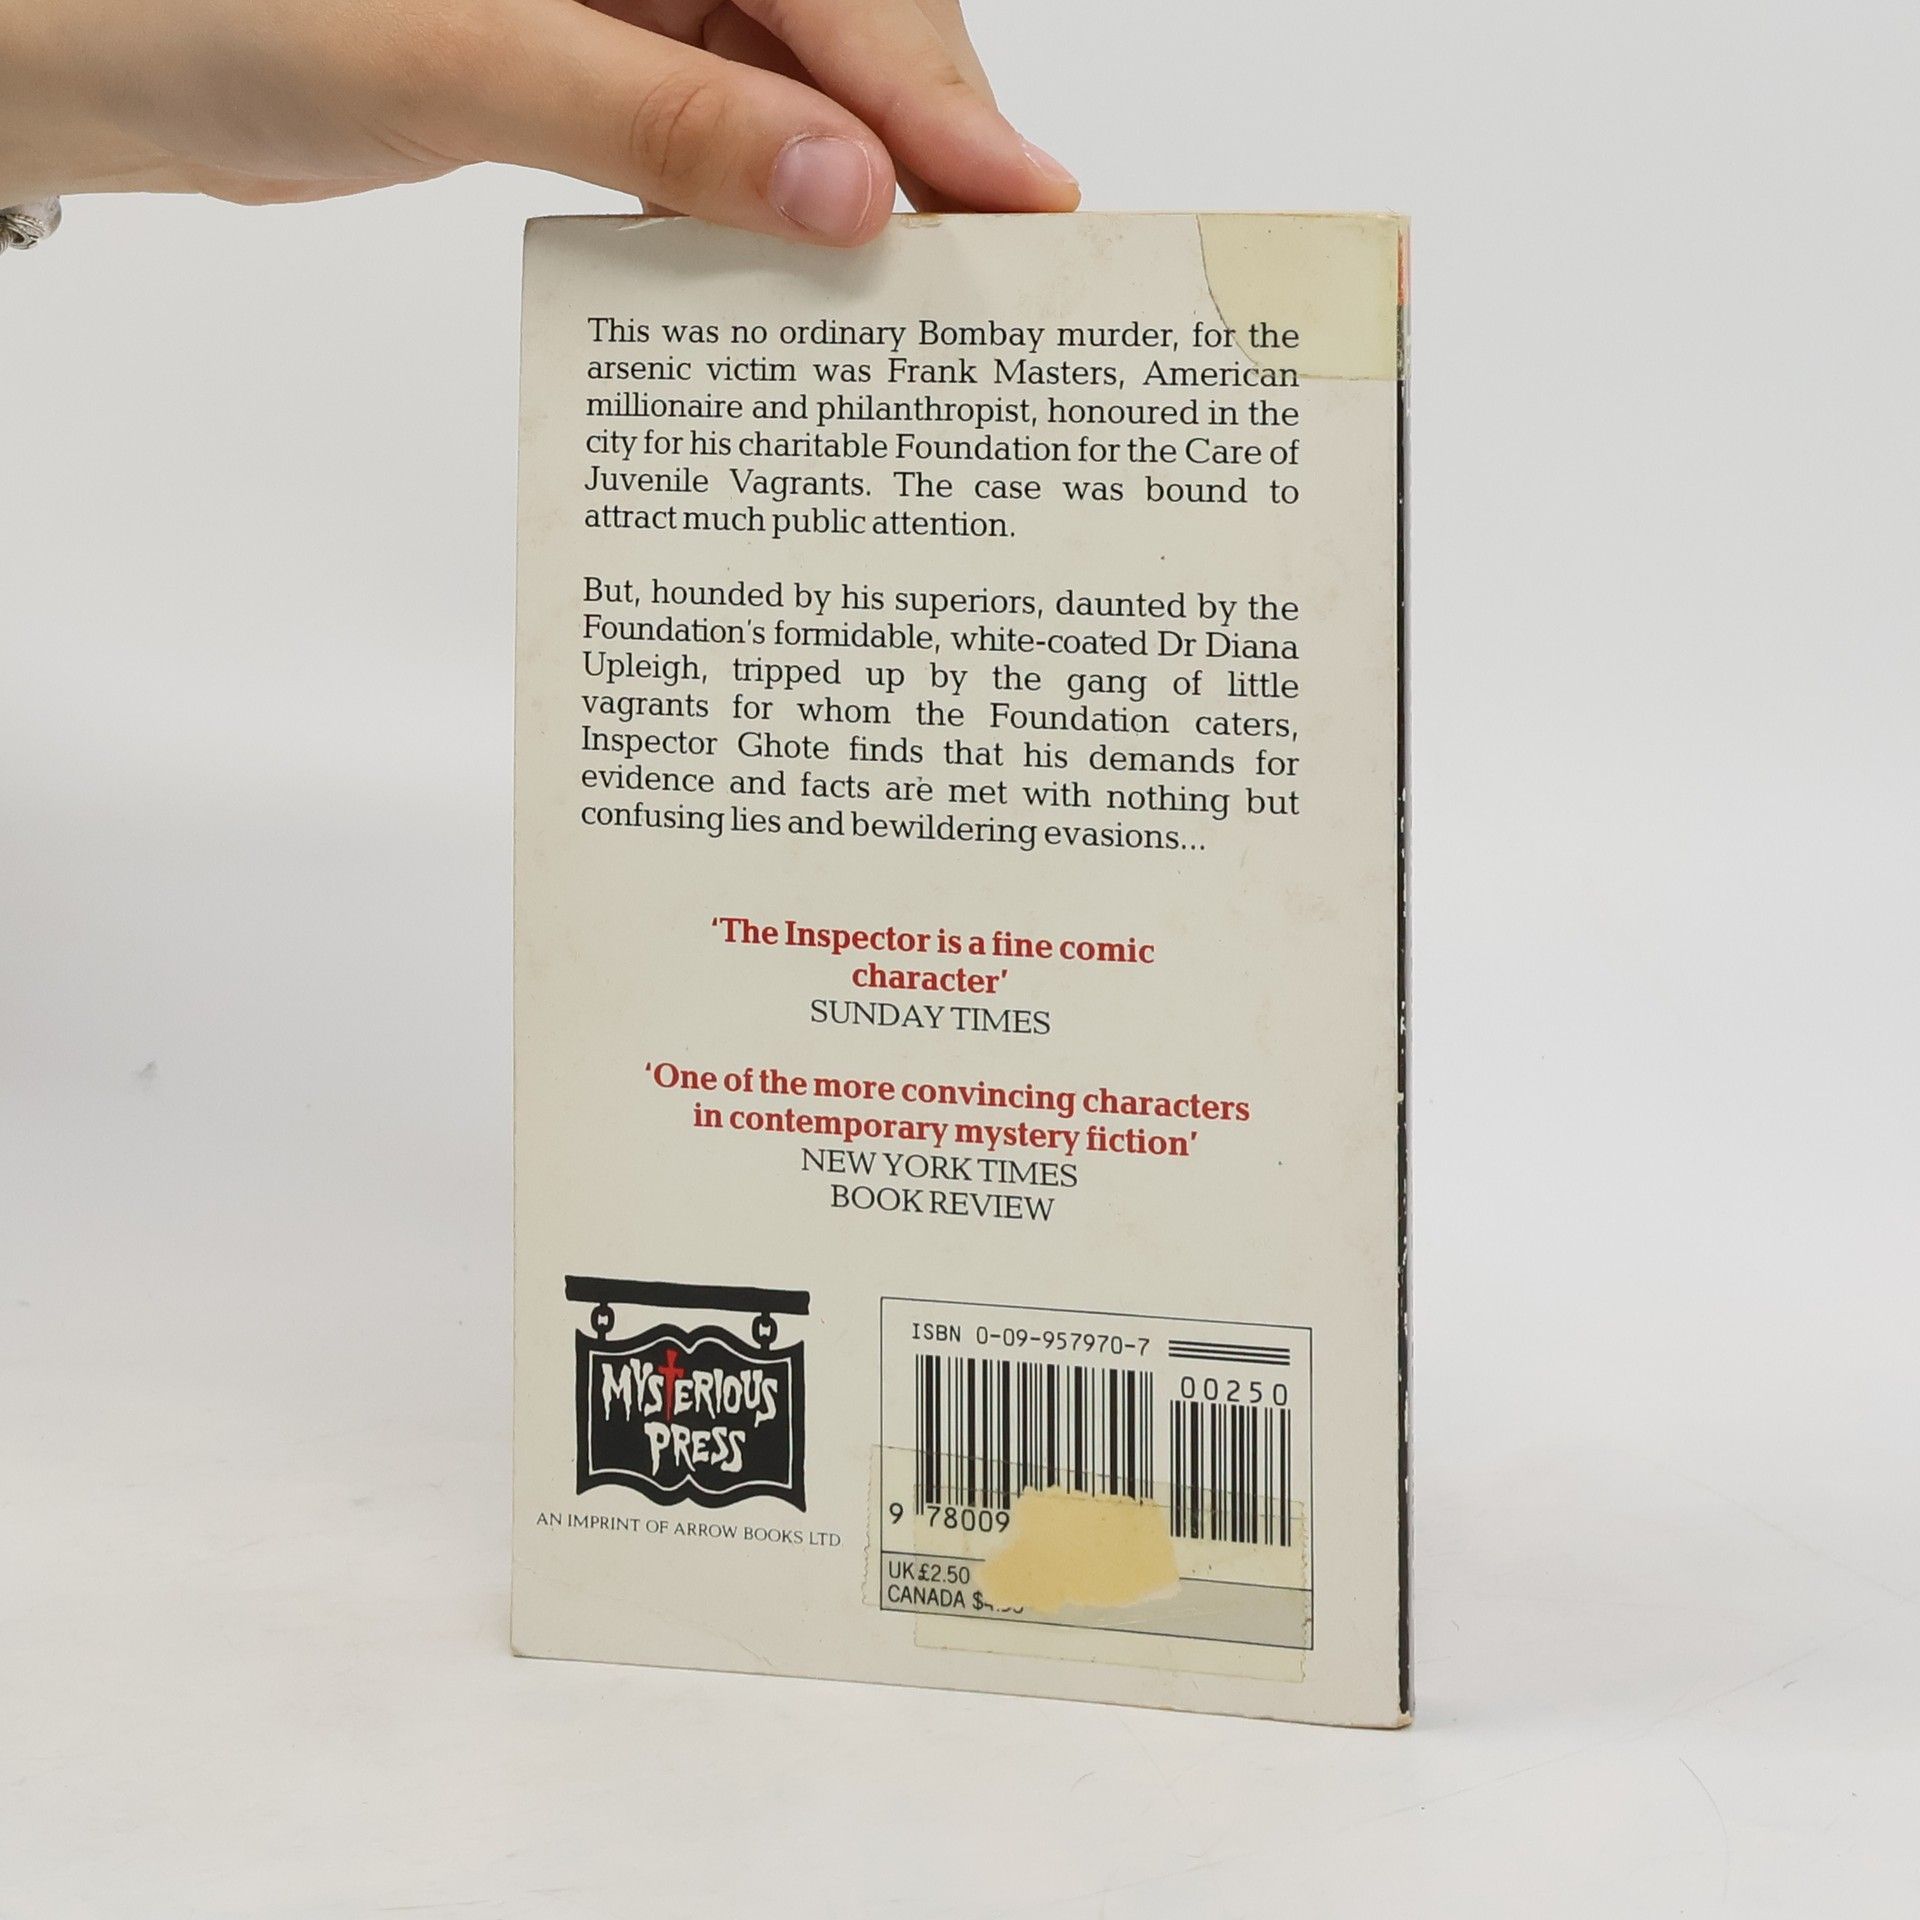 This was no ordinary Bombay murder, for the
arsenic victim was Frank Masters, American
millionaire and philanthropist, honoured in the
city for his charitable Foundation for the Care of
Juvenile Vagrants. The case was bound to
attract much public attention.
But, hounded by his superiors, daunted by the
Foundation's formidable, white-coated Dr Diana
Upleigh, tripped up by the gang of little
vagrants for whom the Foundation caters,
Inspector Ghote finds that his demands for
evidence and facts are met with nothing but
confusing lies and bewildering evasions...
‘The Inspector is a fine comic
character’
SUNDAY TIMES
‘One of the more convincing characters
in contemporary mystery fiction’
NEW YORK TIMES
BOOK REVIEW
MYSTERIOUS
PRESS
AN IMPRINT OF ARROW BOOKS LTD
ISBN 0-09-957970-7
00250
9 78009
UK £2.50
CANADA